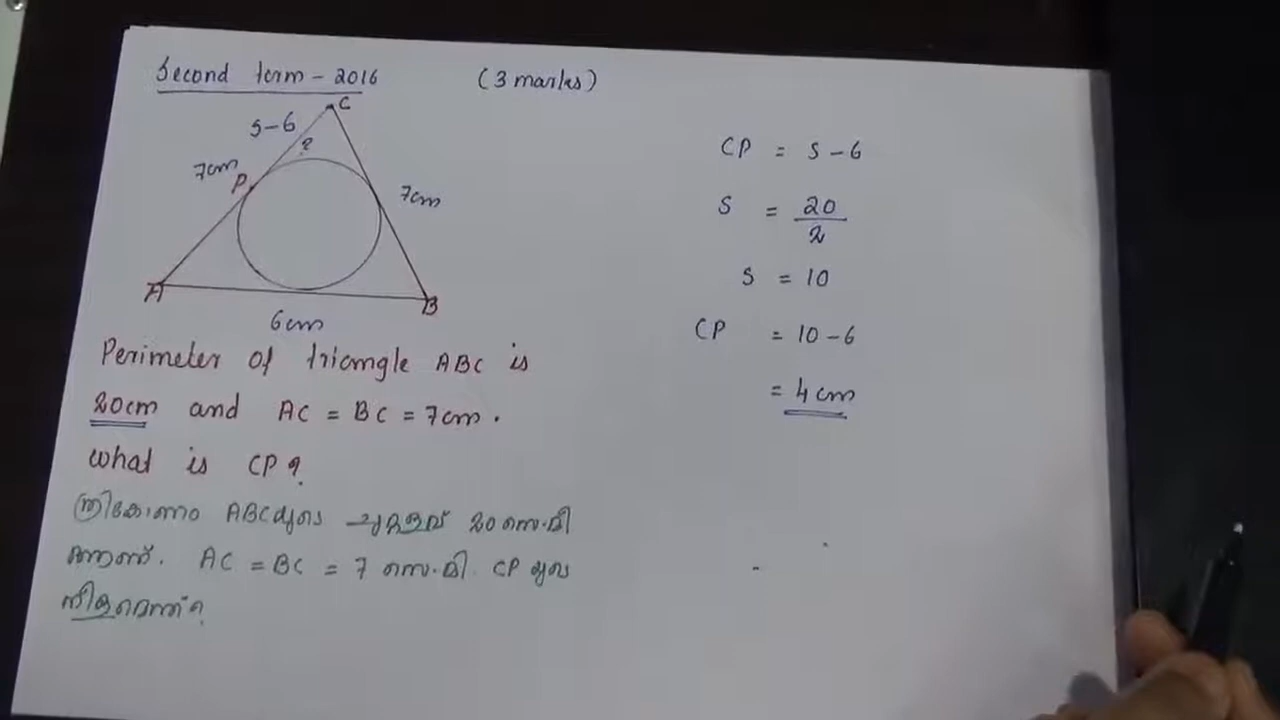 Second term - 2016 (3 marks)
C
S-6
?
7cm
P
7cm
A
B
6cm
Perimeter of triangle ABC is
20cm and AC = BC = 7cm.
What is CP?
ത്രികോണം ABCയുടെ ചുറ്റളവ് 20 സെ.മീ
ആണ്. AC = BC = 7 സെ.മീ. CP യുടെ
നീളമെന്ത്?
CP = S - 6
S = 20/2
S = 10
CP = 10 - 6
= 4 cm